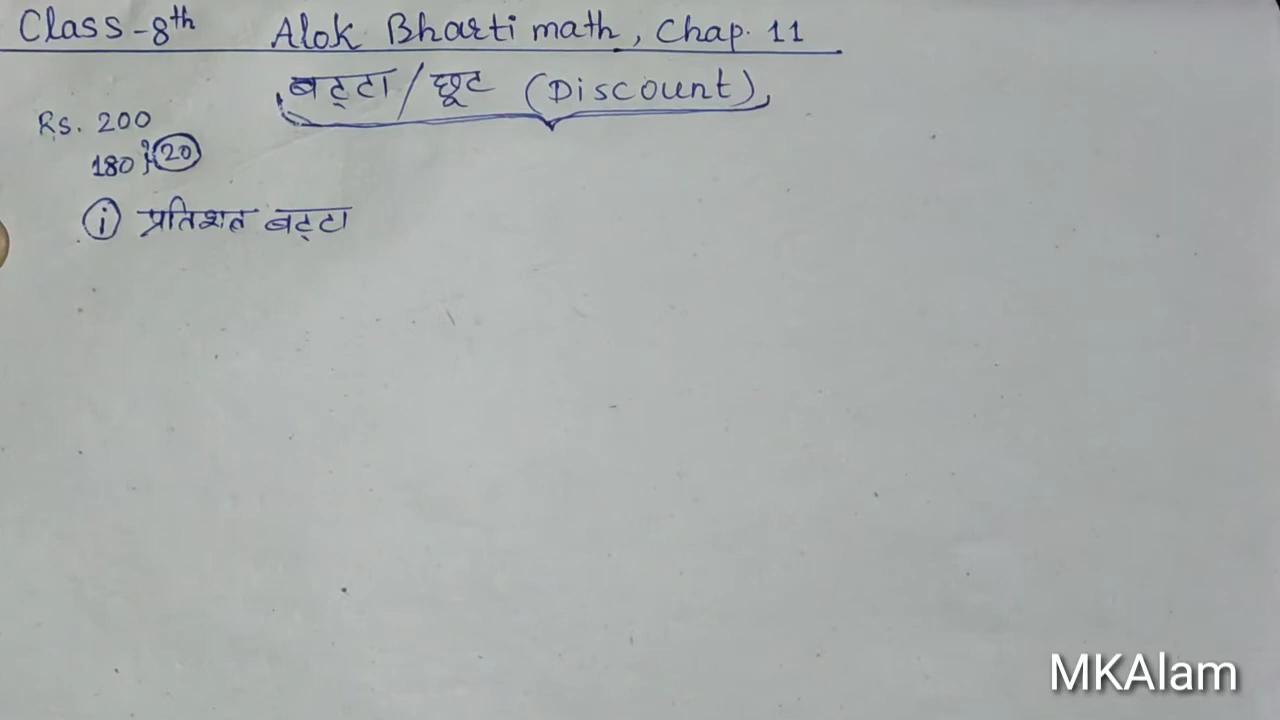 Class-8th Alok Bharti math, Chap. 11
बट्टा/छूट (Discount)
Rs. 200
180 } 20
(i) प्रतिशत बट्टा
MKAlam